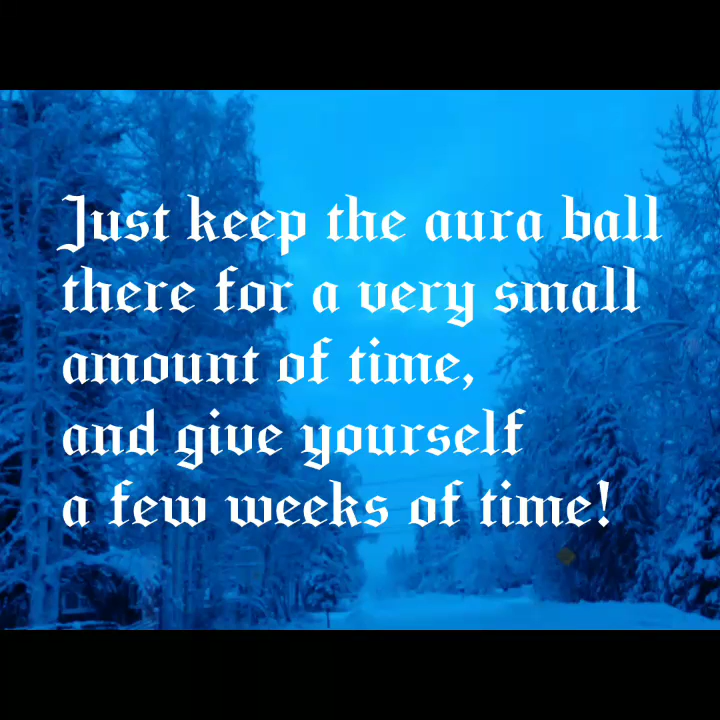 Just keep the aura ball
there for a very small
amount of time,
and give yourself
a few weeks of time!